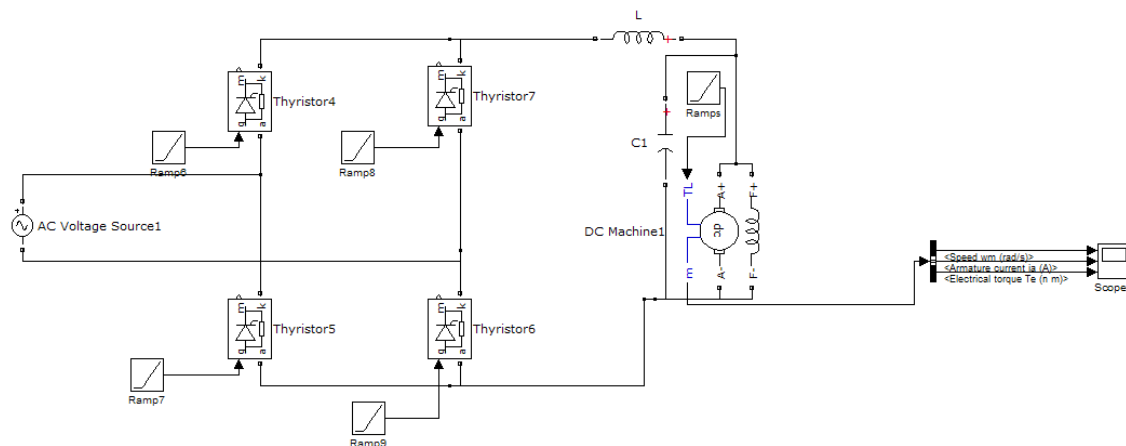 L
Thyristor4
Thyristor7
Ramps
Ramp6
Ramp8
C1
AC Voltage Source1
DC Machine1
TL
A+
F+
dc
m
A-
F-
<Speed wm (rad/s)>
<Armature current ia (A)>
<Electrical torque Te (n m)>
Scope
Thyristor5
Thyristor6
Ramp7
Ramp9
m
k
g
a
m
k
g
a
m
k
g
a
m
k
g
a